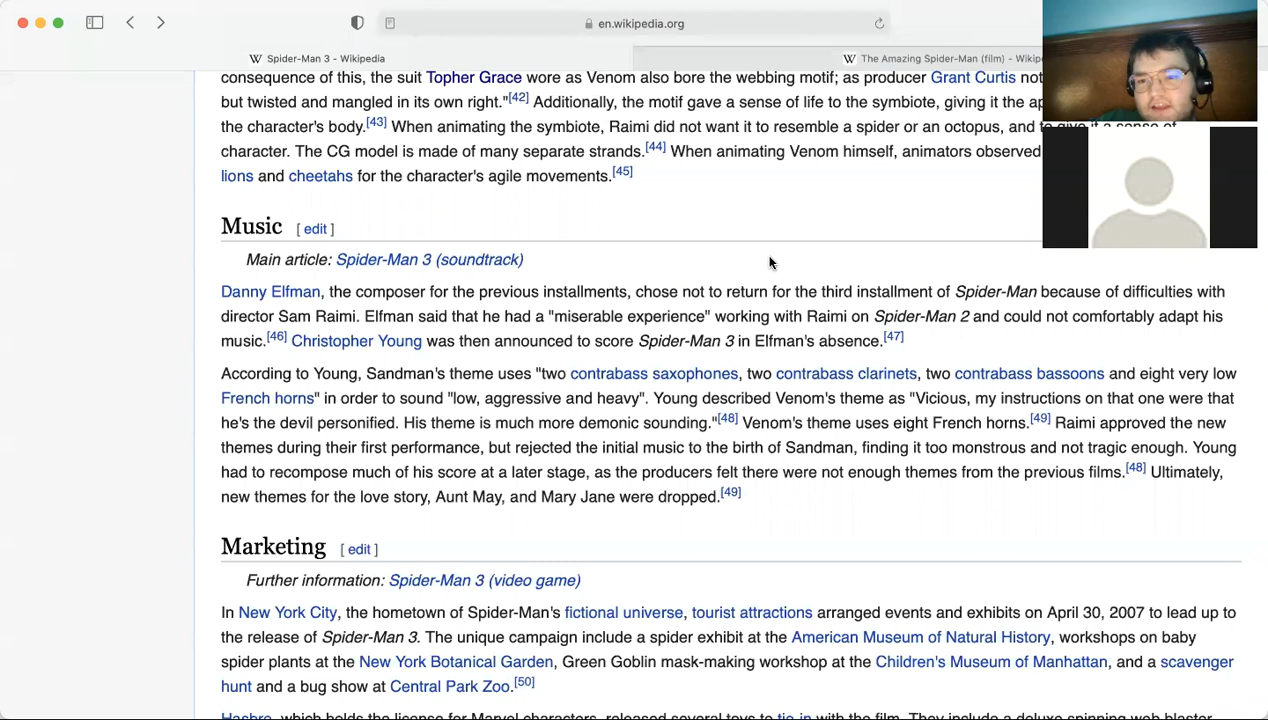 en.wikipedia.org
Spider-Man 3 - Wikipedia
The Amazing Spider-Man (film) - Wikip
consequence of this, the suit Topher Grace wore as Venom also bore the webbing motif; as producer Grant Curtis not
but twisted and mangled in its own right."[42] Additionally, the motif gave a sense of life to the symbiote, giving it the ap
the character's body.[43] When animating the symbiote, Raimi did not want it to resemble a spider or an octopus, and to give it a sense of
character. The CG model is made of many separate strands.[44] When animating Venom himself, animators observed
lions and cheetahs for the character's agile movements.[45]
Music [ edit ]
Main article: Spider-Man 3 (soundtrack)
Danny Elfman, the composer for the previous installments, chose not to return for the third installment of Spider-Man because of difficulties with
director Sam Raimi. Elfman said that he had a "miserable experience" working with Raimi on Spider-Man 2 and could not comfortably adapt his
music.[46] Christopher Young was then announced to score Spider-Man 3 in Elfman's absence.[47]
According to Young, Sandman's theme uses "two contrabass saxophones, two contrabass clarinets, two contrabass bassoons and eight very low
French horns" in order to sound "low, aggressive and heavy". Young described Venom's theme as "Vicious, my instructions on that one were that
he's the devil personified. His theme is much more demonic sounding."[48] Venom's theme uses eight French horns.[49] Raimi approved the new
themes during their first performance, but rejected the initial music to the birth of Sandman, finding it too monstrous and not tragic enough. Young
had to recompose much of his score at a later stage, as the producers felt there were not enough themes from the previous films.[48] Ultimately,
new themes for the love story, Aunt May, and Mary Jane were dropped.[49]
Marketing [ edit ]
Further information: Spider-Man 3 (video game)
In New York City, the hometown of Spider-Man's fictional universe, tourist attractions arranged events and exhibits on April 30, 2007 to lead up to
the release of Spider-Man 3. The unique campaign include a spider exhibit at the American Museum of Natural History, workshops on baby
spider plants at the New York Botanical Garden, Green Goblin mask-making workshop at the Children's Museum of Manhattan, and a scavenger
hunt and a bug show at Central Park Zoo.[50]
Hasbro, which holds the license for Marvel characters, released several toys to tie-in with the film. They include a deluxe spinning web blaster,